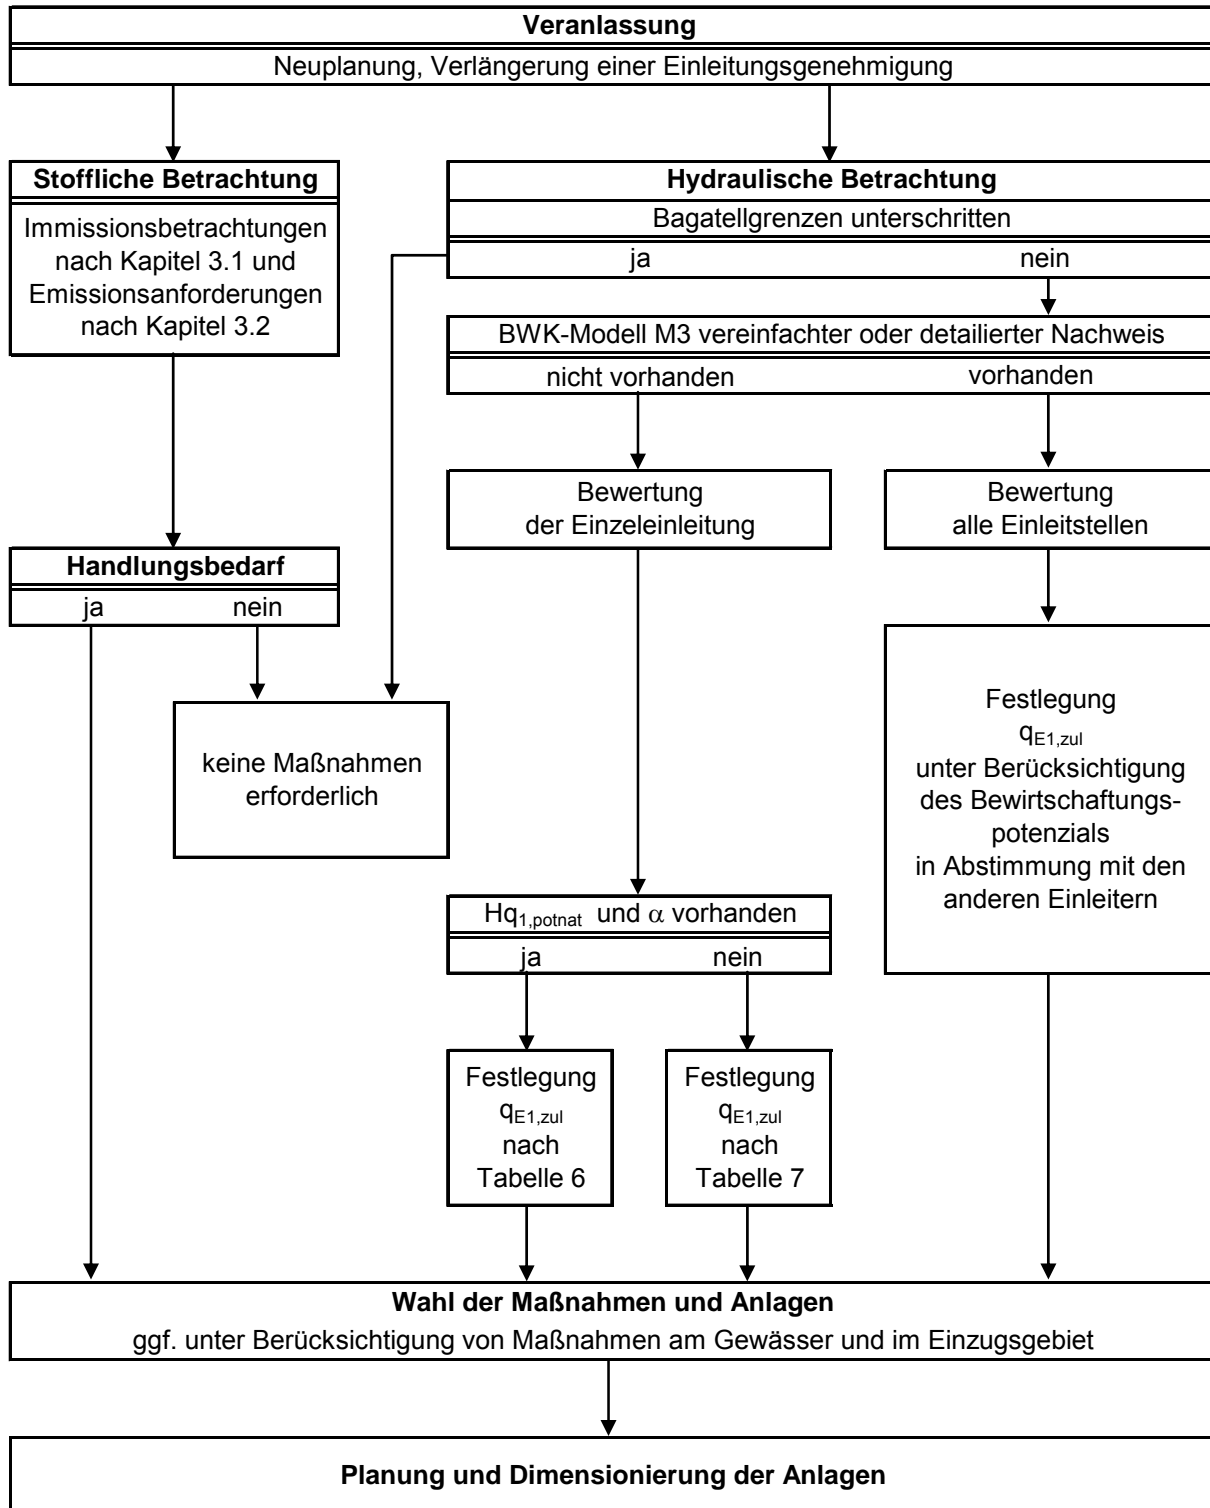 Veranlassung
Neuplanung, Verlängerung einer Einleitungsgenehmigung
Stoffliche Betrachtung
Immissionsbetrachtungen
nach Kapitel 3.1 und
Emissionsanforderungen
nach Kapitel 3.2
Hydraulische Betrachtung
Bagatellgrenzen unterschritten
ja nein
BWK-Modell M3 vereinfachter oder detailierter Nachweis
nicht vorhanden vorhanden
Bewertung
der Einzeleinleitung
Bewertung
alle Einleitstellen
Handlungsbedarf
ja nein
keine Maßnahmen
erforderlich
Festlegung
qE1,zul
unter Berücksichtigung
des Bewirtschaftungs-
potenzials
in Abstimmung mit den
anderen Einleitern
Hq1,potnat und α vorhanden
ja nein
Festlegung
qE1,zul
nach
Tabelle 6
Festlegung
qE1,zul
nach
Tabelle 7
Wahl der Maßnahmen und Anlagen
ggf. unter Berücksichtigung von Maßnahmen am Gewässer und im Einzugsgebiet
Planung und Dimensionierung der Anlagen